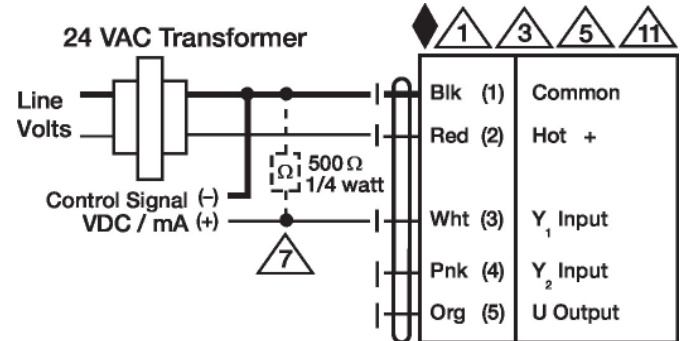 1 3 5 11
24 VAC Transformer
Line
Volts
Blk (1) Common
Red (2) Hot +
Ω 500 Ω
1/4 watt
Control Signal (-)
VDC / mA (+)
Wht (3) Y1 Input
7
Pnk (4) Y2 Input
Org (5) U Output